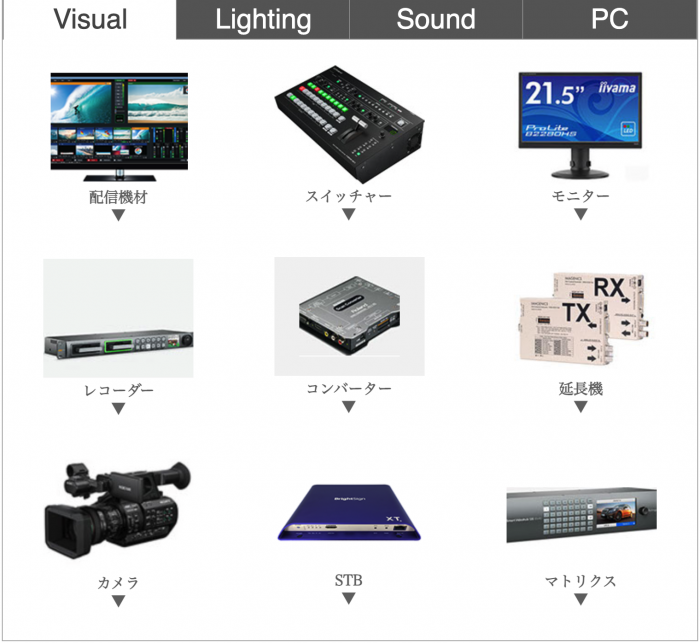 Visual
Lighting
Sound
PC
21.5”
iiyama
ProLite
B2280HS
LED
配信機材
▼
スイッチャー
▼
モニター
▼
RX
TX
レコーダー
▼
コンバーター
▼
延長機
▼
BrightSign
XT
カメラ
▼
STB
▼
マトリクス
▼